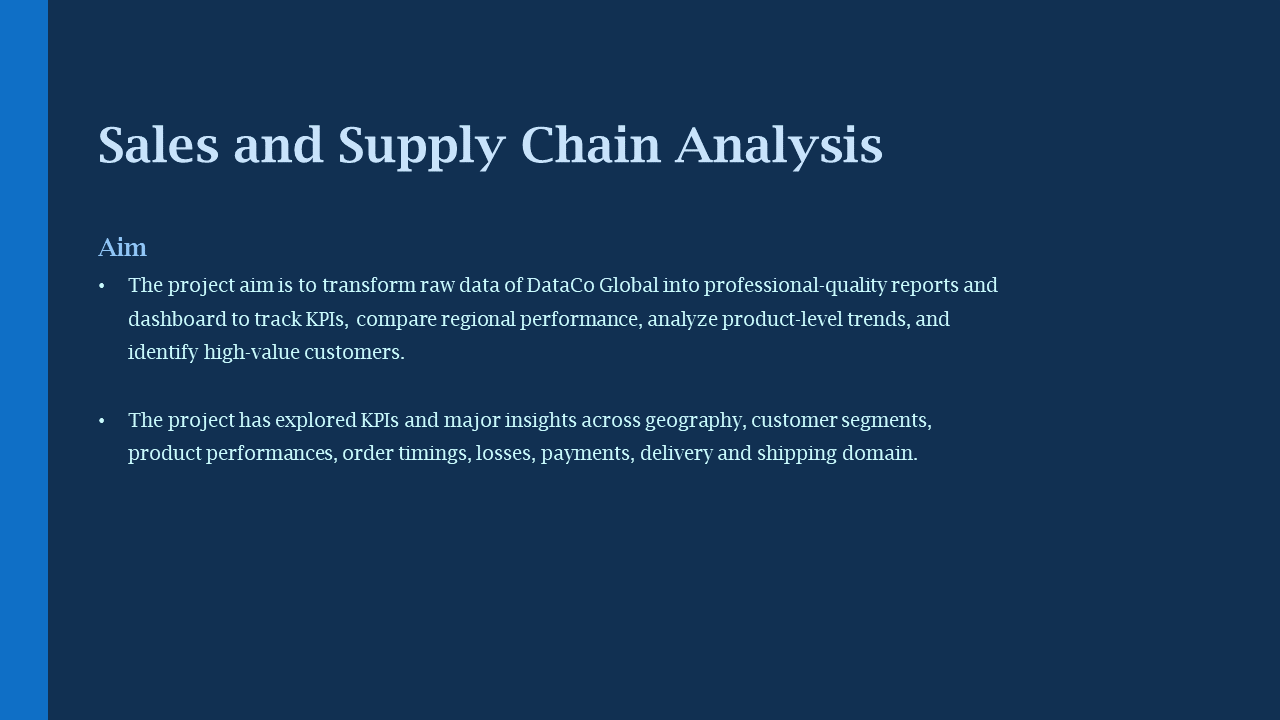 Sales and Supply Chain Analysis
Aim
• The project aim is to transform raw data of DataCo Global into professional-quality reports and
dashboard to track KPIs, compare regional performance, analyze product-level trends, and
identify high-value customers.
• The project has explored KPIs and major insights across geography, customer segments,
product performances, order timings, losses, payments, delivery and shipping domain.